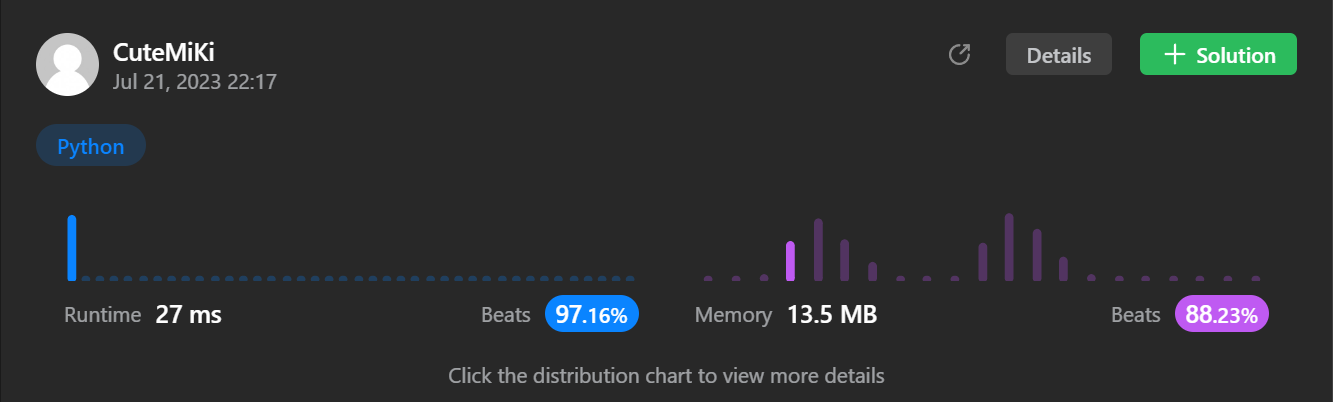 CuteMiKi
Jul 21, 2023 22:17
Details
Solution
Python
Runtime 27 ms
Beats 97.16%
Memory 13.5 MB
Beats 88.23%
Click the distribution chart to view more details